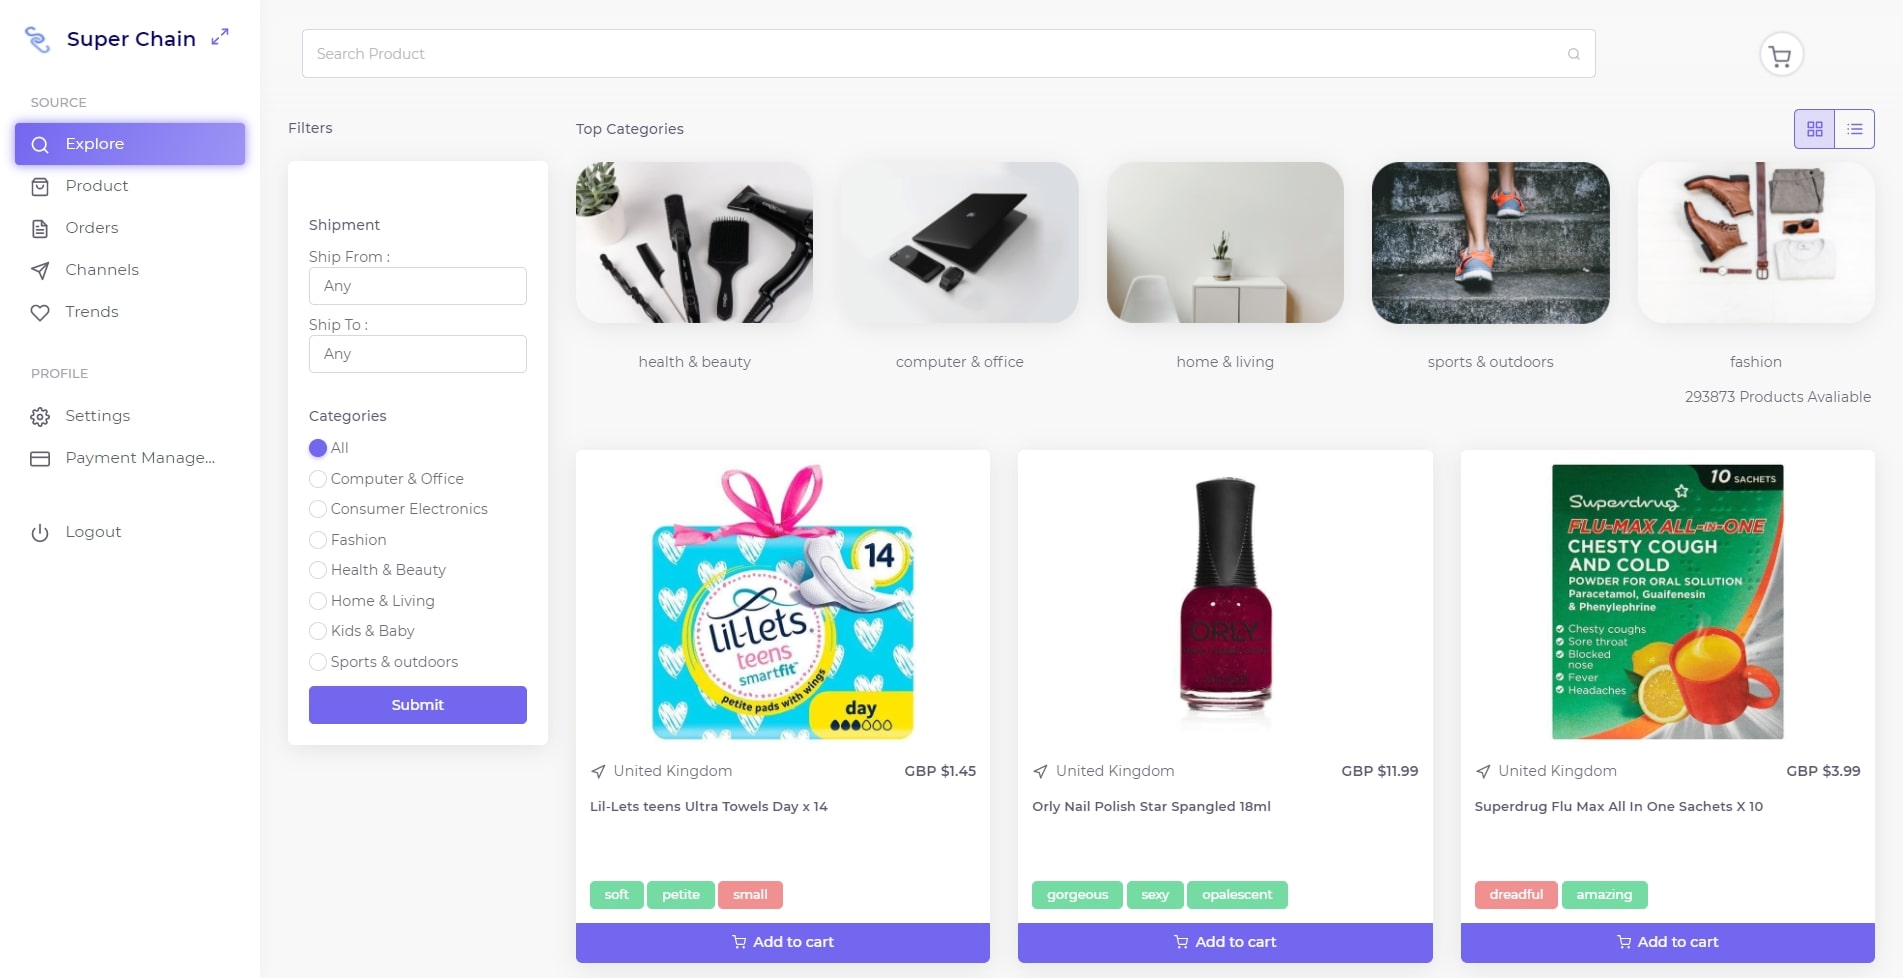 Super Chain
Search Product
SOURCE
Explore
Product
Orders
Channels
Trends
PROFILE
Settings
Payment Manage...
Logout
Filters
Shipment
Ship From :
Any
Ship To :
Any
Categories
All
Computer & Office
Consumer Electronics
Fashion
Health & Beauty
Home & Living
Kids & Baby
Sports & outdoors
Submit
Top Categories
health & beauty
computer & office
home & living
sports & outdoors
fashion
293873 Products Avaliable
14
lil-lets.
teens
smartfit™
petite pads with wings
day
United Kingdom
GBP $1.45
Lil-Lets teens Ultra Towels Day x 14
soft petite small
Add to cart
ORLY
United Kingdom
GBP $11.99
Orly Nail Polish Star Spangled 18ml
gorgeous sexy opalescent
Add to cart
10 SACHETS
Superdrug
FLU-MAX ALL-IN-ONE
CHESTY COUGH
AND COLD
POWDER FOR ORAL SOLUTION
Paracetamol, Guaifenesin
& Phenylephrine
Chesty coughs
Sore throat
Blocked
nose
Fever
Headaches
United Kingdom
GBP $3.99
Superdrug Flu Max All In One Sachets X 10
dreadful amazing
Add to cart